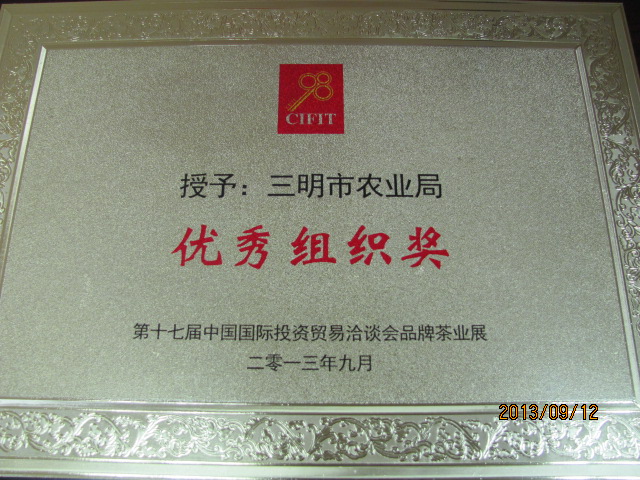 98
CIFIT
授予：三明市农业局
优秀组织奖
第十七届中国国际投资贸易洽谈会品牌茶业展
二零一三年九月
2013/09/12